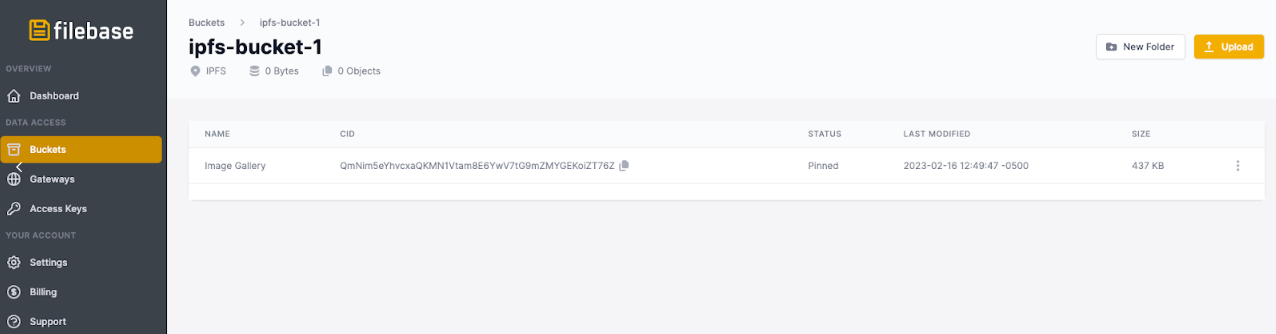 filebase
OVERVIEW
Dashboard
DATA ACCESS
Buckets
Gateways
Access Keys
YOUR ACCOUNT
Settings
Billing
Support
Buckets > ipfs-bucket-1
ipfs-bucket-1
IPFS 0 Bytes 0 Objects
New Folder Upload
NAME CID STATUS LAST MODIFIED SIZE
Image Gallery QmNim5eYhvcxaQKMN1Vtam8E6YwV7tG9mZMYGEKoiZT76Z Pinned 2023-02-16 12:49:47 -0500 437 KB